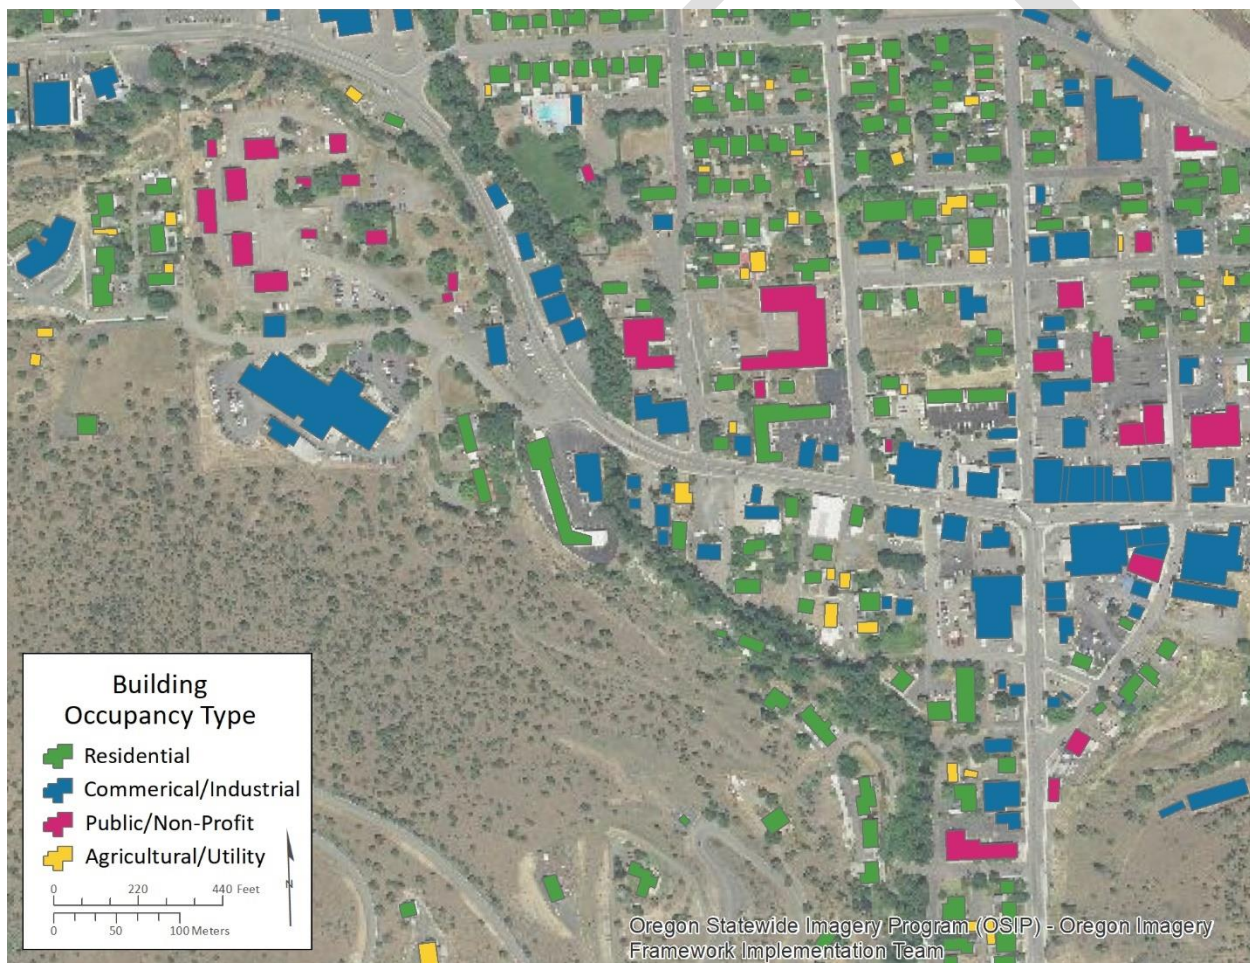 Building
Occupancy Type
Residential
Commerical/Industrial
Public/Non-Profit
Agricultural/Utility
0 220 440 Feet
N
0 50 100 Meters
Oregon Statewide Imagery Program (OSIP) - Oregon Imagery
Framework Implementation Team